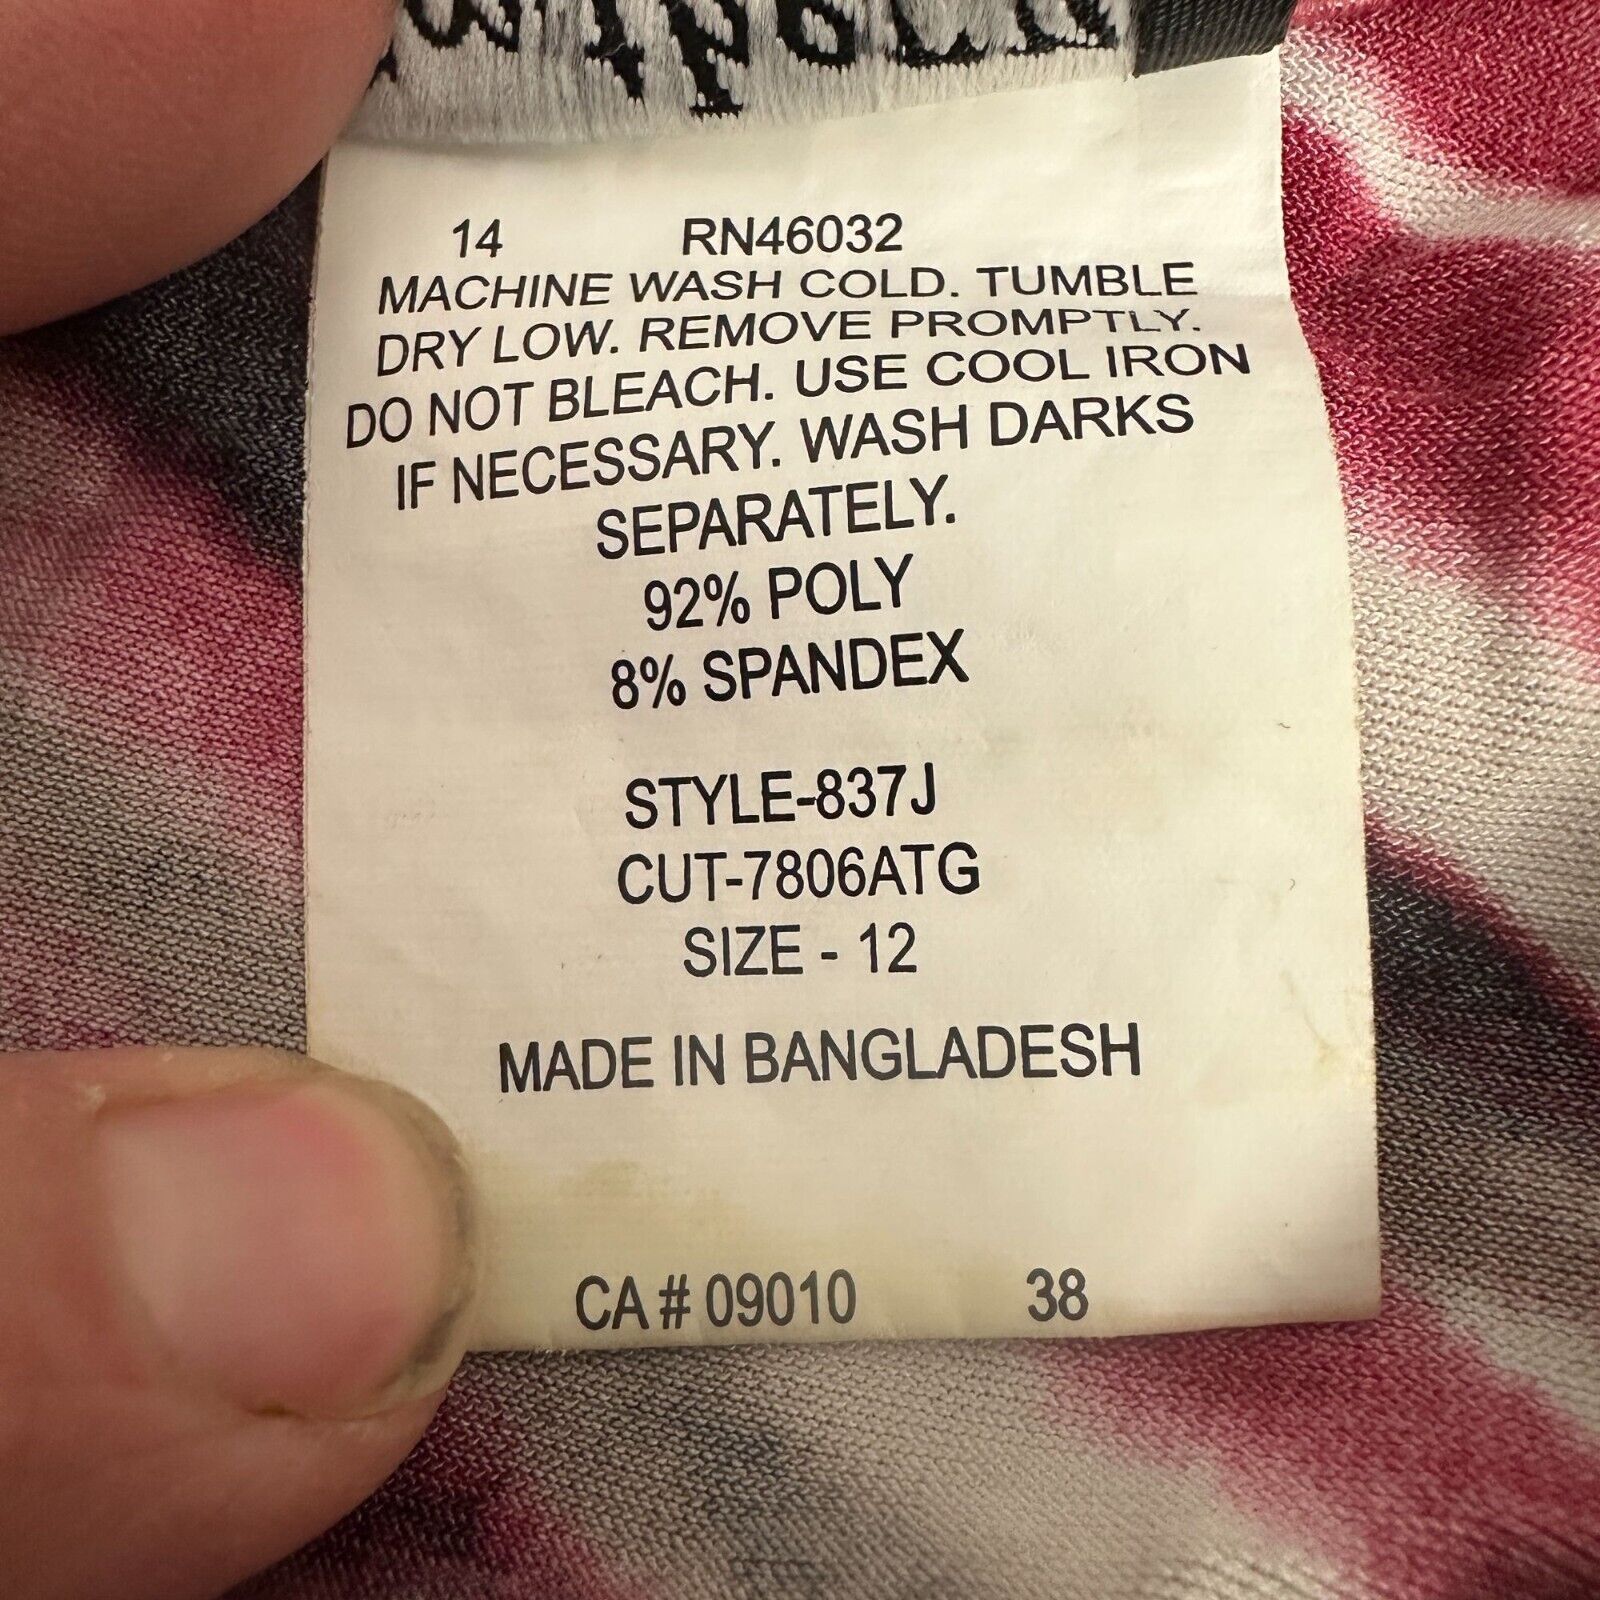 14 RN46032
MACHINE WASH COLD. TUMBLE
DRY LOW. REMOVE PROMPTLY.
DO NOT BLEACH. USE COOL IRON
IF NECESSARY. WASH DARKS
SEPARATELY.
92% POLY
8% SPANDEX
STYLE-837J
CUT-7806ATG
SIZE - 12
MADE IN BANGLADESH
CA # 09010 38